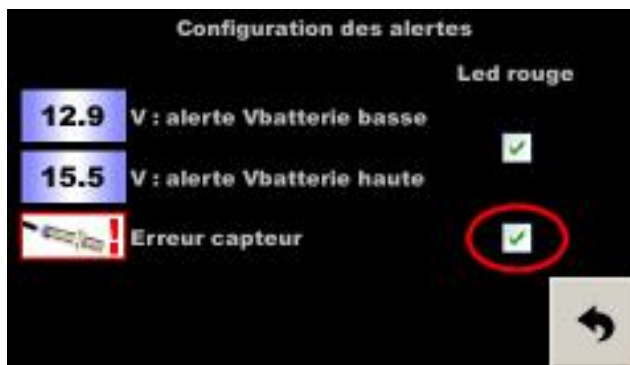 Configuration des alertes
Led rouge
12.9 V : alerte Vbatterie basse
15.5 V : alerte Vbatterie haute
! Erreur capteur